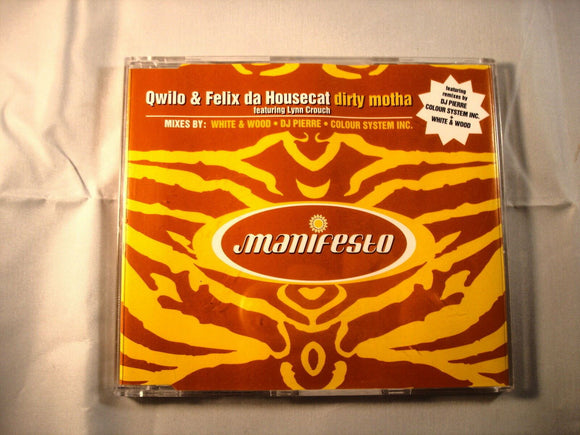 Qwilo & Felix da Housecat dirty motha
featuring Lynn Crouch
MIXES BY: WHITE & WOOD • DJ PIERRE • COLOUR SYSTEM INC.
featuring
remixes by
DJ PIERRE
COLOUR SYSTEM INC.
+
WHITE & WOOD
manifesto